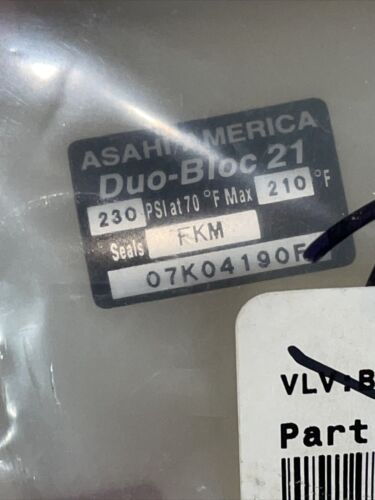 ASAHI/AMERICA
Duo-Bloc 21
230 PSI at 70 °F Max 210 °F
Seals FKM
07K04190F
VLV:B
Part